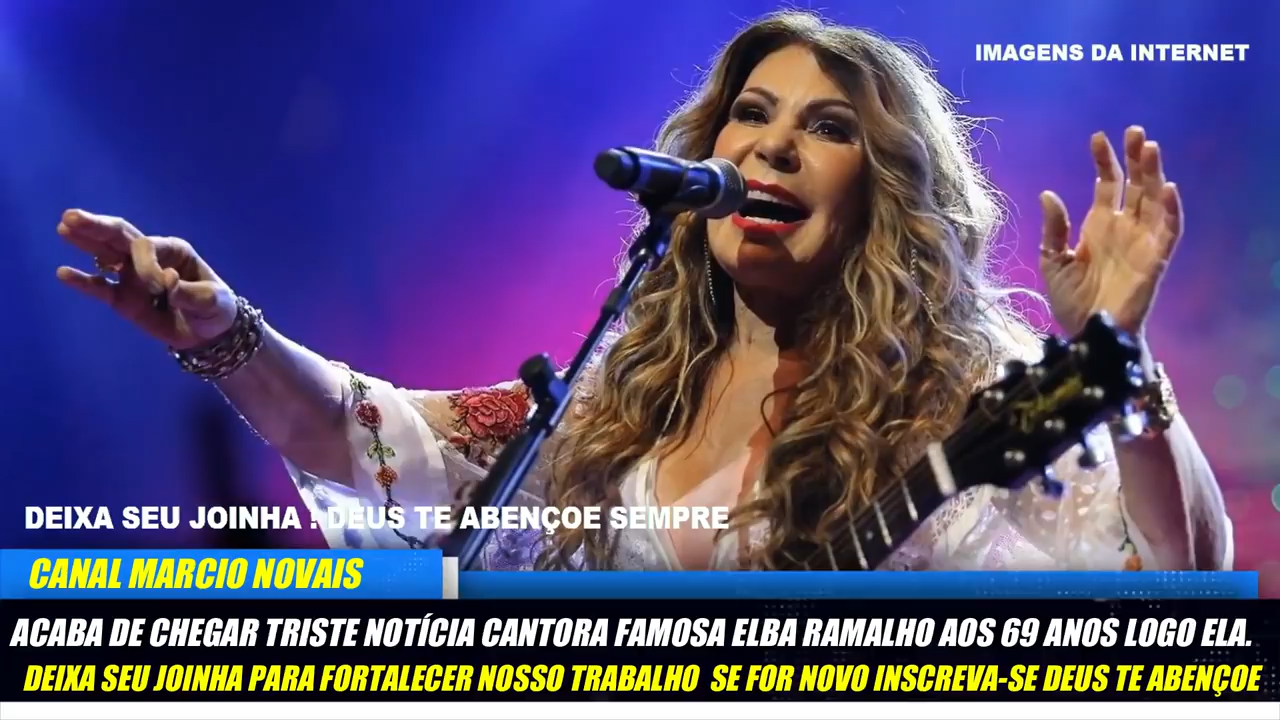 IMAGENS DA INTERNET
DEIXA SEU JOINHA ! DEUS TE ABENÇOE SEMPRE
CANAL MARCIO NOVAIS
ACABA DE CHEGAR TRISTE NOTÍCIA CANTORA FAMOSA ELBA RAMALHO AOS 69 ANOS LOGO ELA.
DEIXA SEU JOINHA PARA FORTALECER NOSSO TRABALHO SE FOR NOVO INSCREVA-SE DEUS TE ABENÇOE